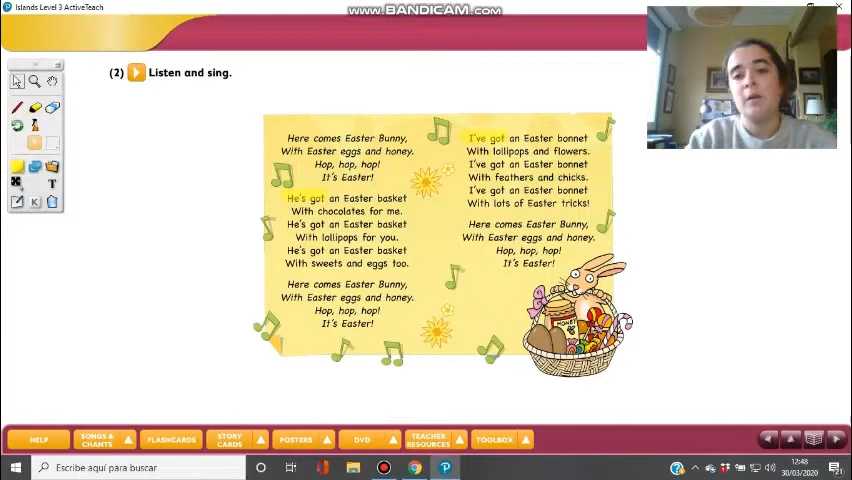 Islands Level 3 ActiveTeach
WWW.BANDICAM.COM
(2) Listen and sing.
Here comes Easter Bunny,
With Easter eggs and honey.
Hop, hop, hop!
It's Easter!
He's got an Easter basket
With chocolates for me.
He's got an Easter basket
With lollipops for you.
He's got an Easter basket
With sweets and eggs too.
Here comes Easter Bunny,
With Easter eggs and honey.
Hop, hop, hop!
It's Easter!
I've got an Easter bonnet
With lollipops and flowers.
I've got an Easter bonnet
With feathers and chicks.
I've got an Easter bonnet
With lots of Easter tricks!
Here comes Easter Bunny,
With Easter eggs and honey.
Hop, hop, hop!
It's Easter!
HONEY
T
K
HELP
SONGS &
CHANTS
FLASHCARDS
STORY
CARDS
POSTERS
DVD
TEACHER
RESOURCES
TOOLBOX
Escribe aquí para buscar
12:48
30/03/2020
21